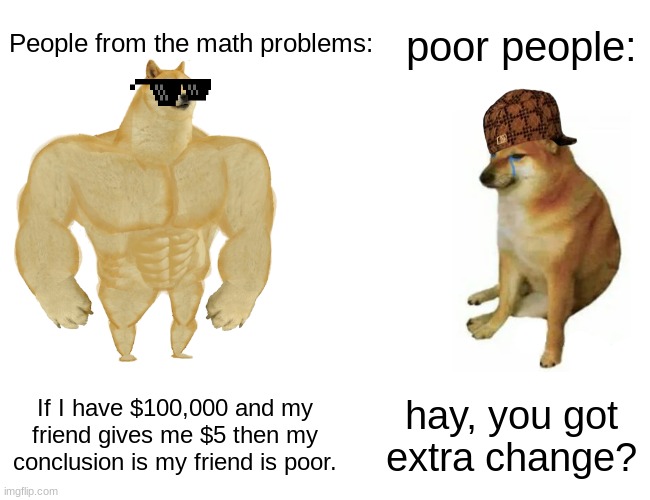 People from the math problems:
poor people:
If I have $100,000 and my
friend gives me $5 then my
conclusion is my friend is poor.
hay, you got
extra change?
imgflip.com